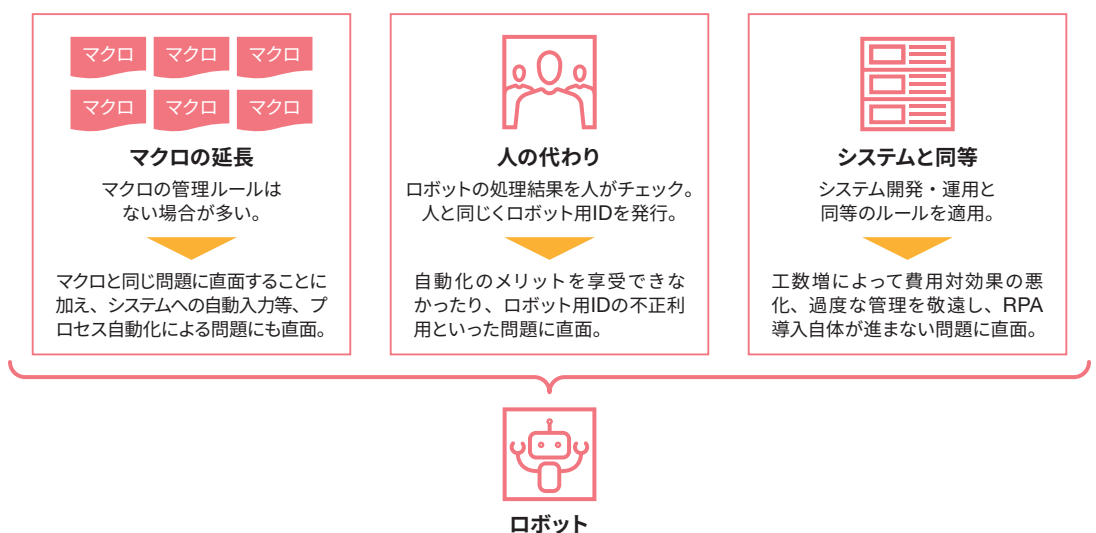 マクロ マクロ マクロ
マクロ マクロ マクロ
マクロの延長
マクロの管理ルールは
ない場合が多い。
マクロと同じ問題に直面することに
加え、システムへの自動入力等、プ
ロセス自動化による問題にも直面。
人の代わり
ロボットの処理結果を人がチェック。
人と同じくロボット用IDを発行。
自動化のメリットを享受できな
かったり、ロボット用IDの不正利
用といった問題に直面。
システムと同等
システム開発・運用と
同等のルールを適用。
工数増によって費用対効果の悪
化、過度な管理を敬遠し、RPA
導入自体が進まない問題に直面。
ロボット